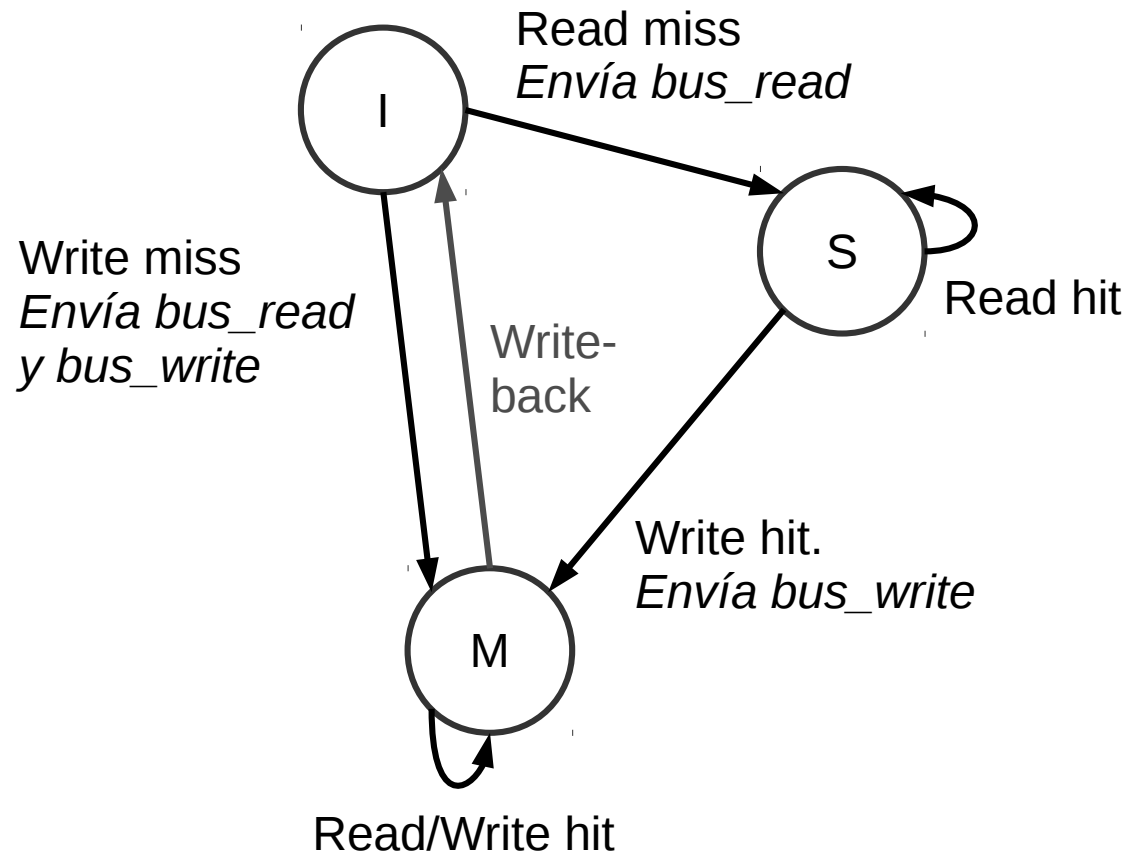 Read miss
Envía bus_read
I
S
Write miss
Envía bus_read
y bus_write
Read hit
Write-
back
Write hit.
Envía bus_write
M
Read/Write hit